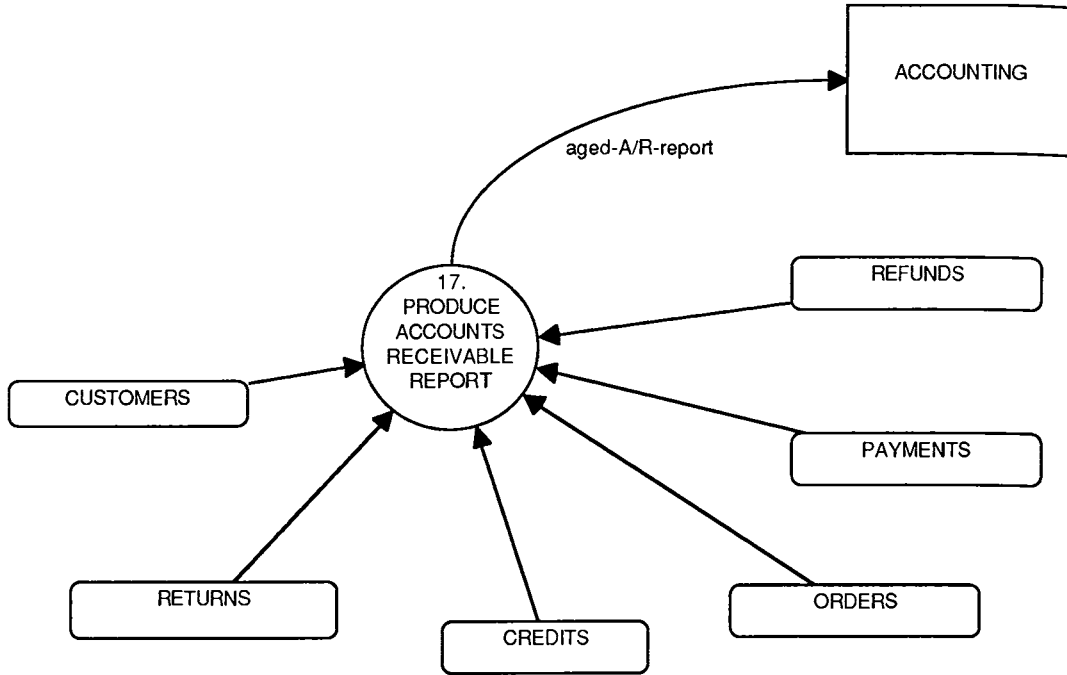 ACCOUNTING
aged-A/R-report
REFUNDS
17.
PRODUCE
ACCOUNTS
RECEIVABLE
REPORT
CUSTOMERS
PAYMENTS
RETURNS
CREDITS
ORDERS